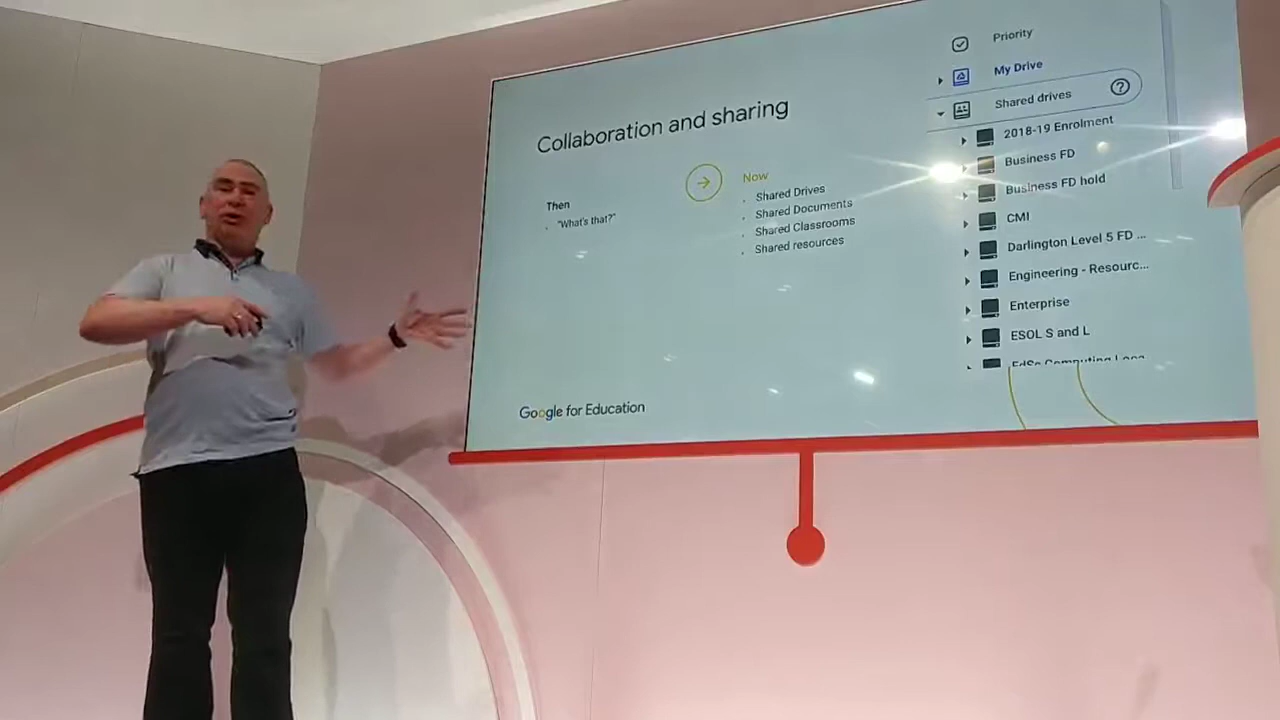 Collaboration and sharing
Then
"What's that?"
Now
Shared Drives
Shared Documents
Shared Classrooms
Shared resources
Priority
My Drive
Shared drives
2018-19 Enrolment
Business FD
Business FD hold
CMI
Darlington Level 5 FD ...
Engineering - Resourc...
Enterprise
ESOL S and L
Google for Education